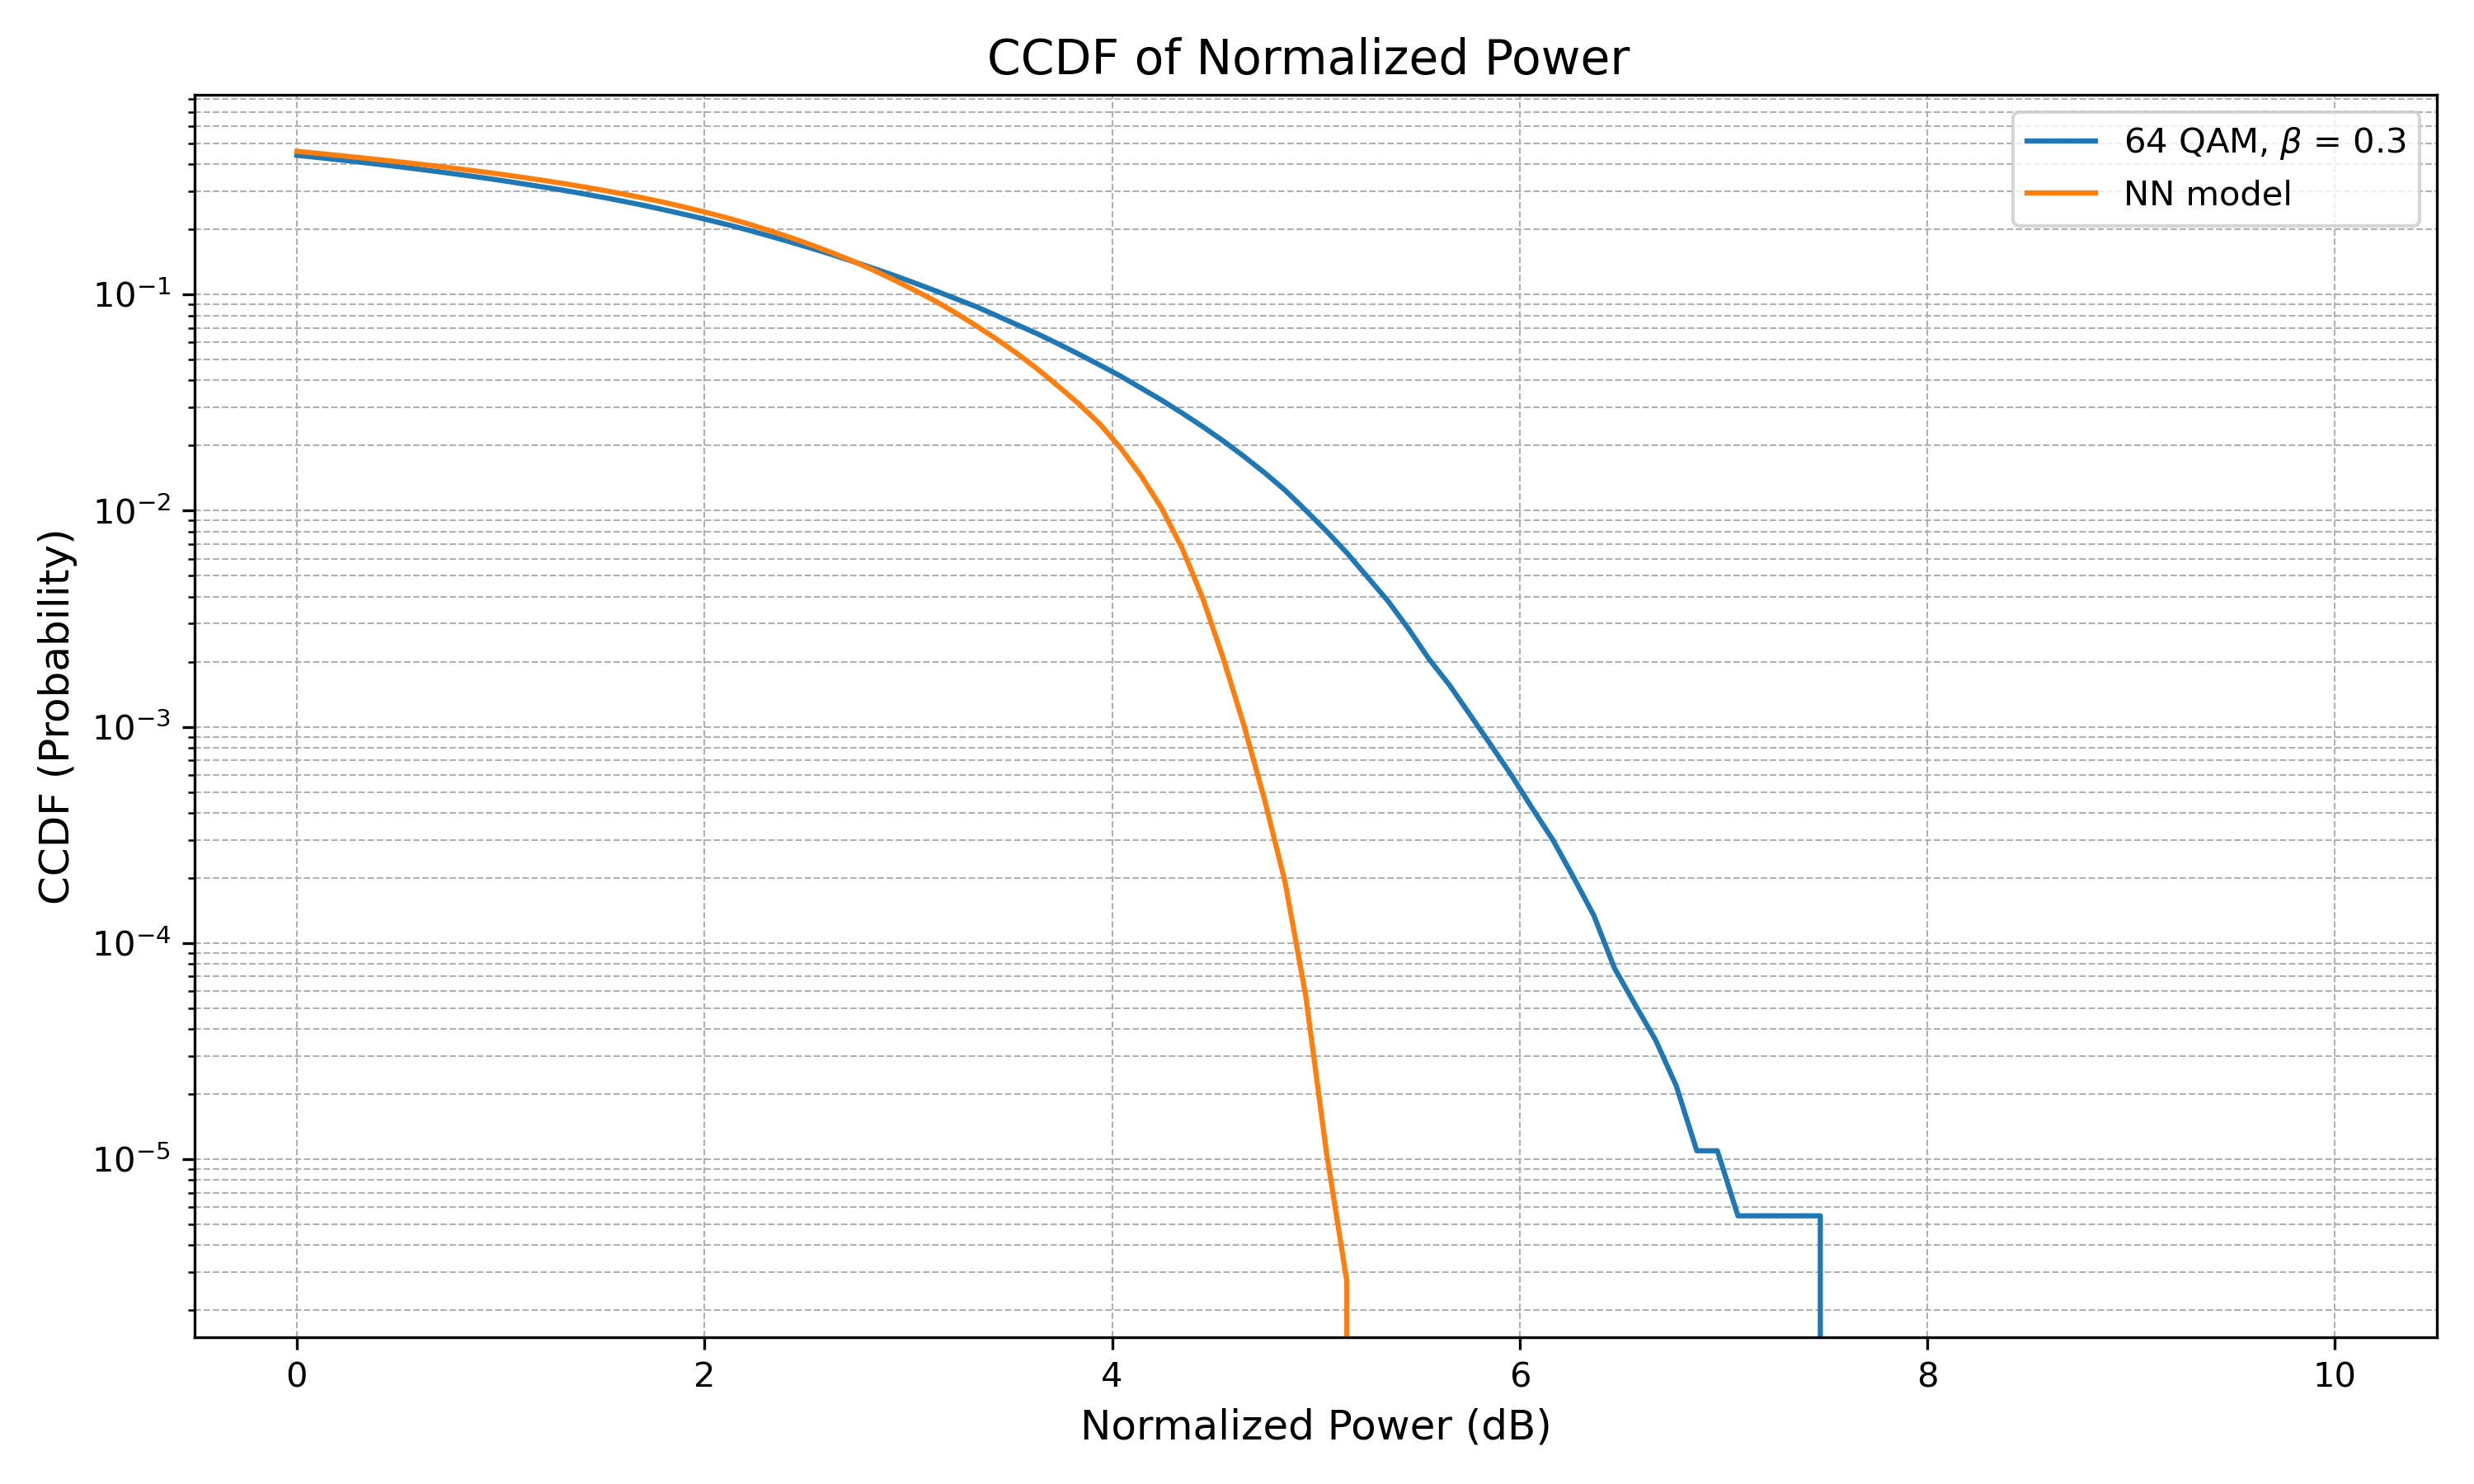 CCDF of Normalized Power
64 QAM, β = 0.3
NN model
CCDF (Probability)
10⁻¹
10⁻²
10⁻³
10⁻⁴
10⁻⁵
0 2 4 6 8 10
Normalized Power (dB)